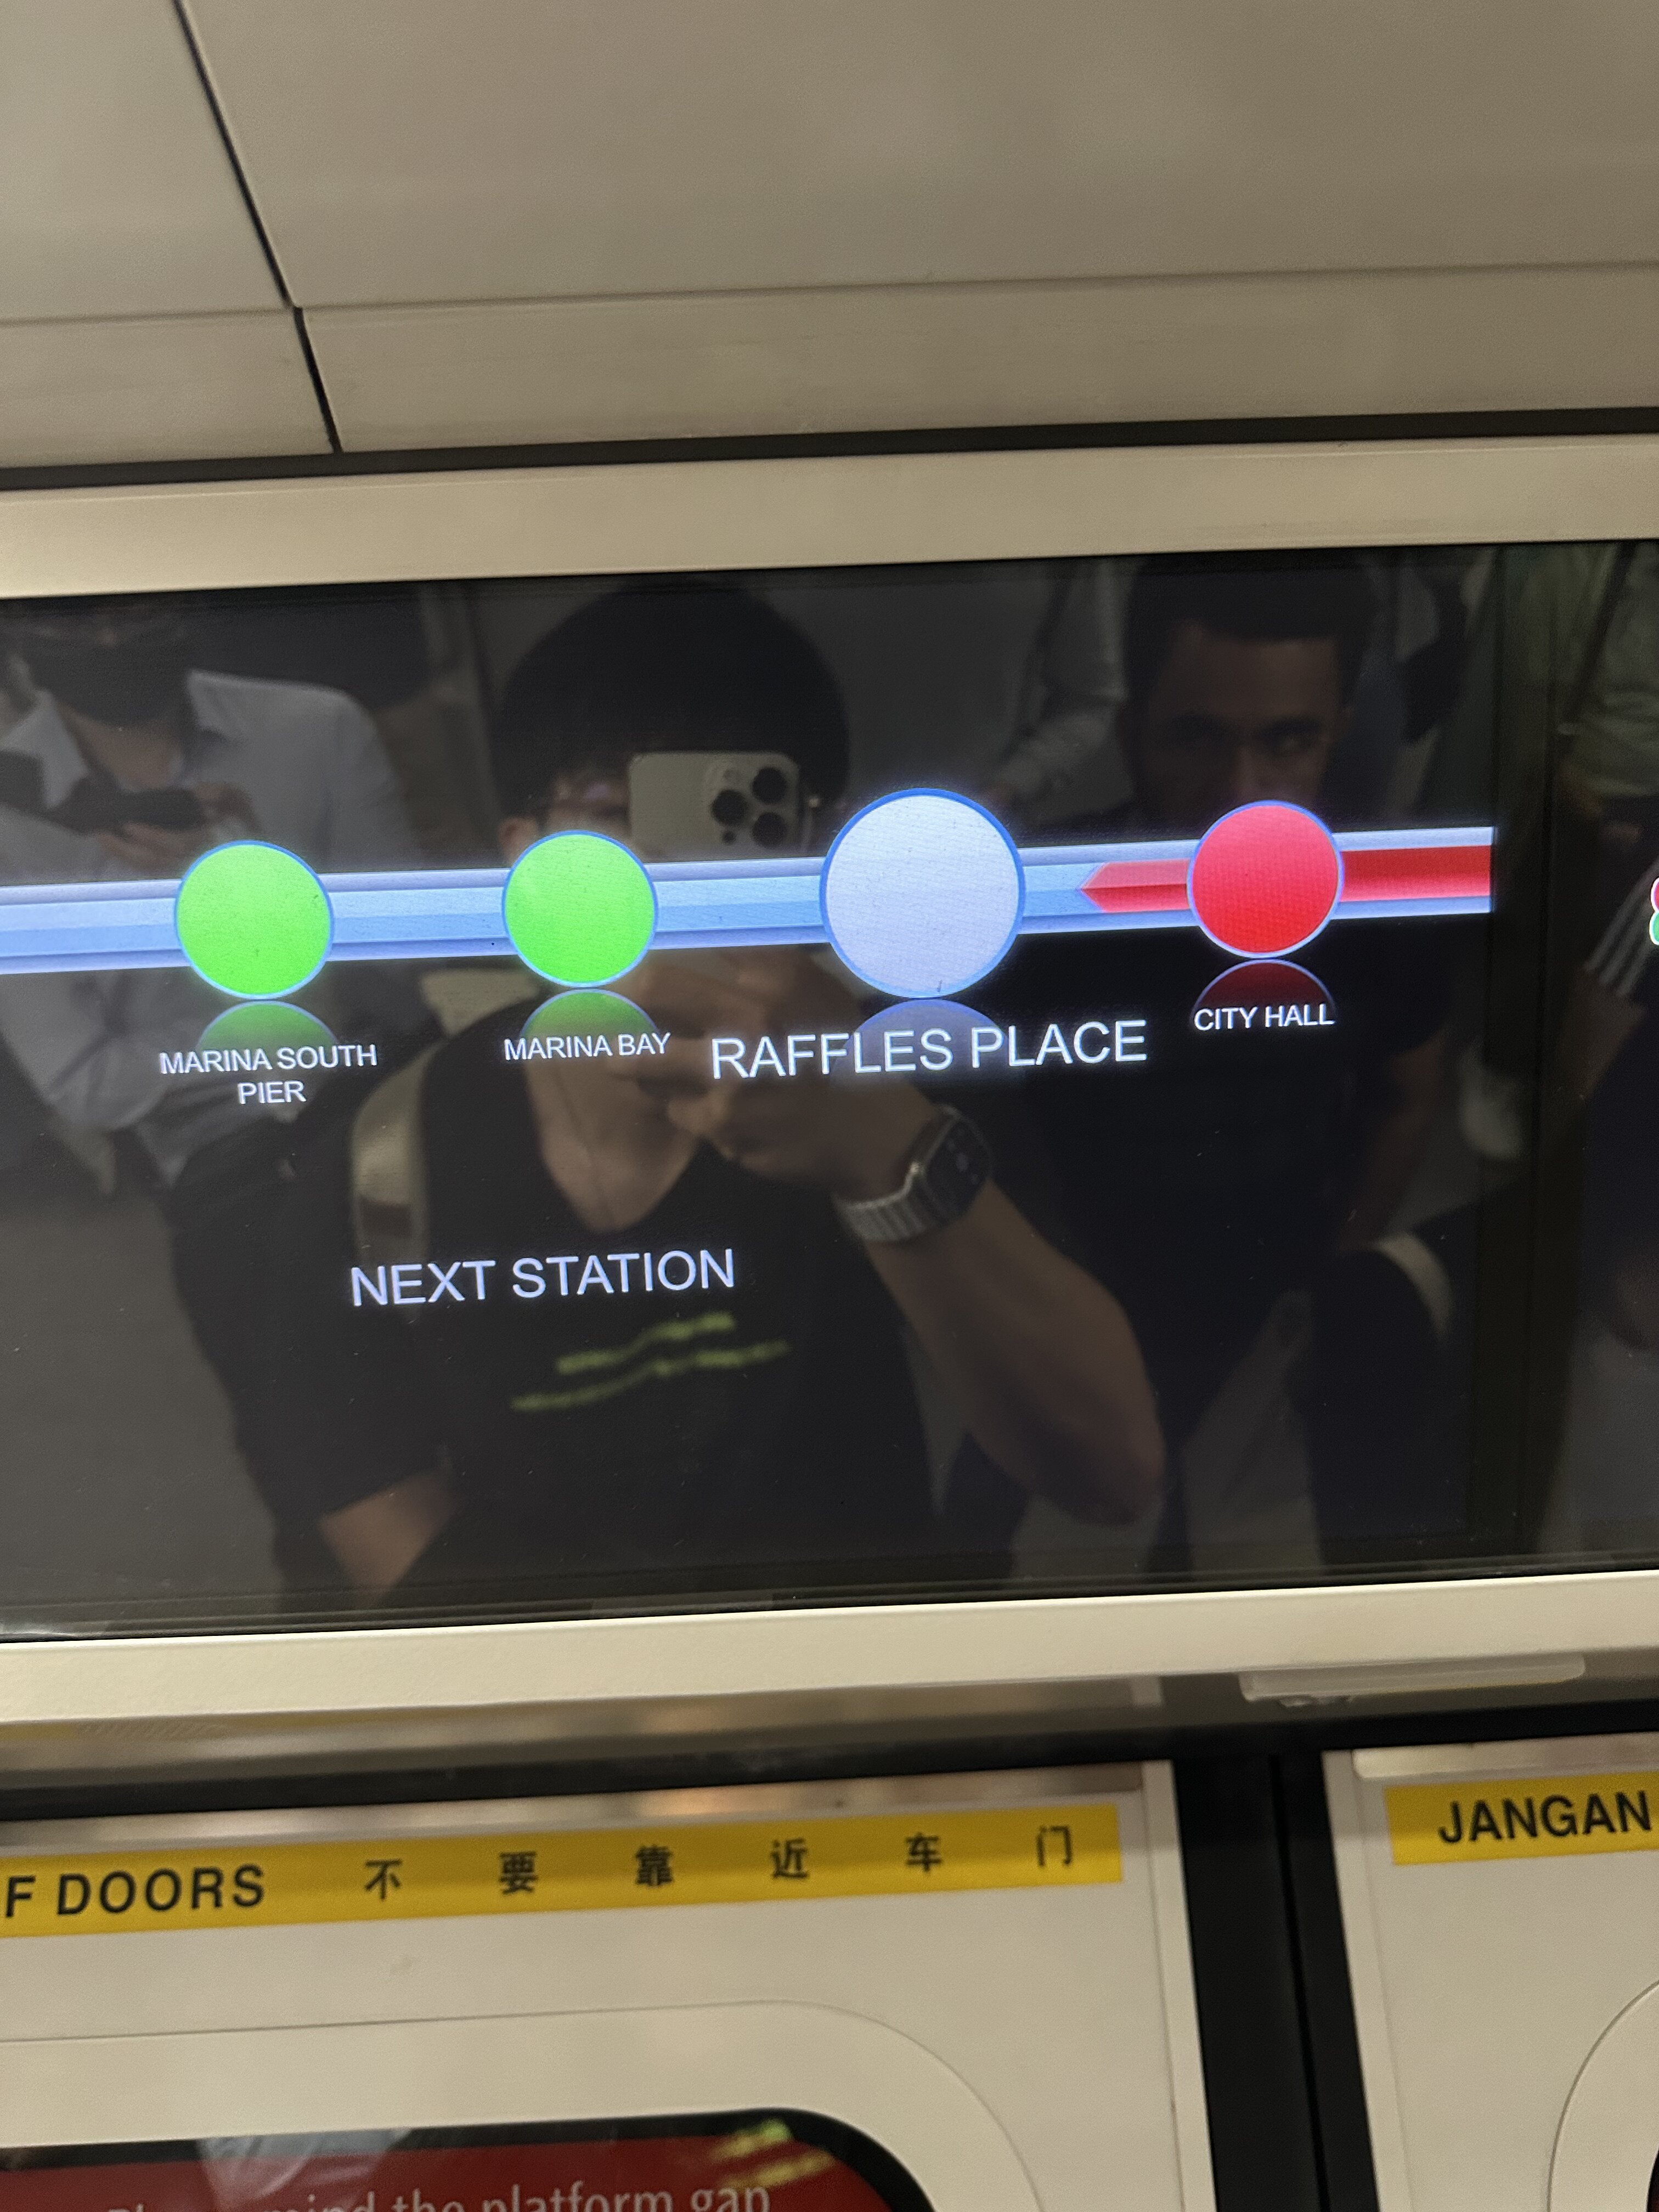 MARINA SOUTH
PIER
MARINA BAY
RAFFLES PLACE
CITY HALL
NEXT STATION
DOORS 不要靠近车门
JANGAN
mind the platform gap